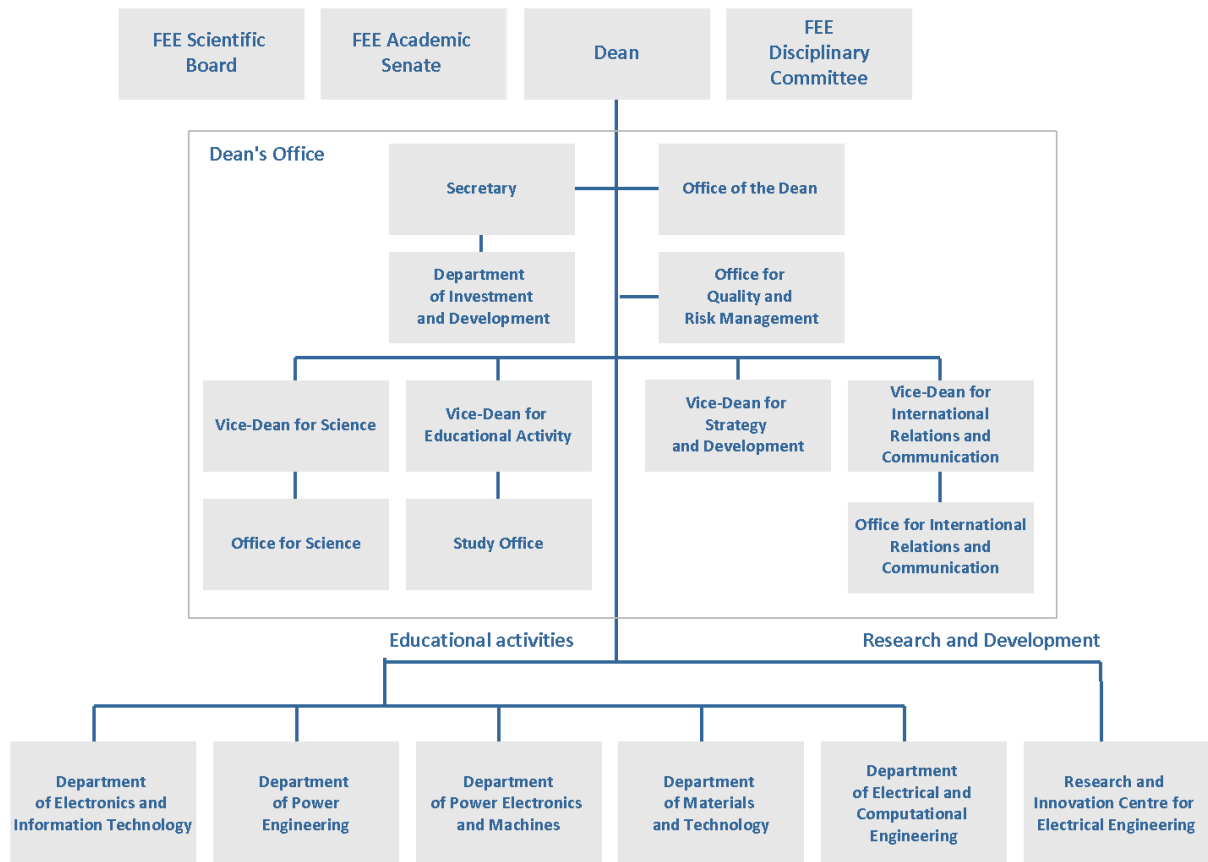 FEE Scientific
Board
FEE Academic
Senate
Dean
FEE
Disciplinary
Committee
Dean's Office
Secretary
Office of the Dean
Department
of Investment
and Development
Office for
Quality and
Risk Management
Vice-Dean for Science
Vice-Dean for
Educational Activity
Vice-Dean for
Strategy
and Development
Vice-Dean for
International
Relations and
Communication
Office for Science
Study Office
Office for International
Relations and
Communication
Educational activities
Research and Development
Department
of Electronics and
Information Technology
Department
of Power
Engineering
Department
of Power Electronics
and Machines
Department
of Materials
and Technology
Department
of Electrical and
Computational
Engineering
Research and
Innovation Centre for
Electrical Engineering